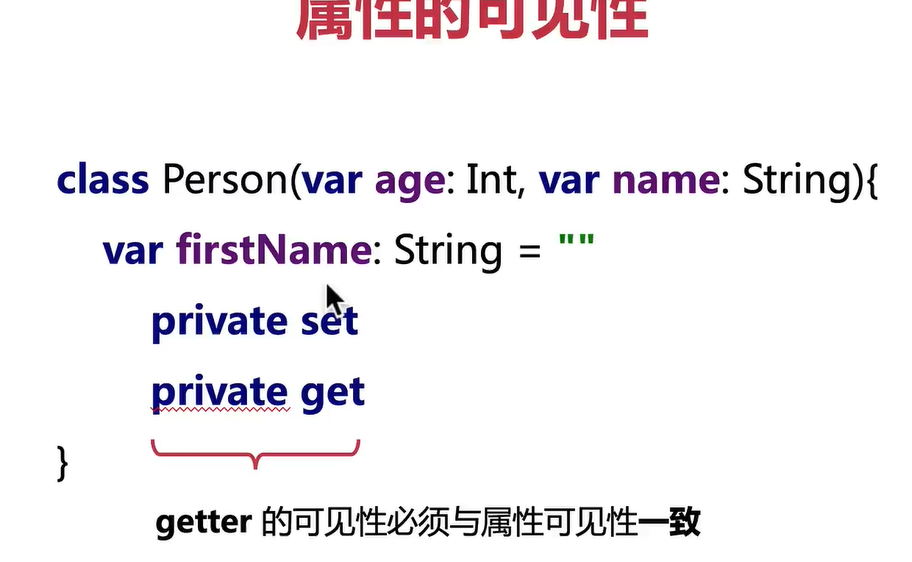 属性的可见性
class Person(var age: Int, var name: String){
var firstName: String = ""
private set
private get
}
getter 的可见性必须与属性可见性一致